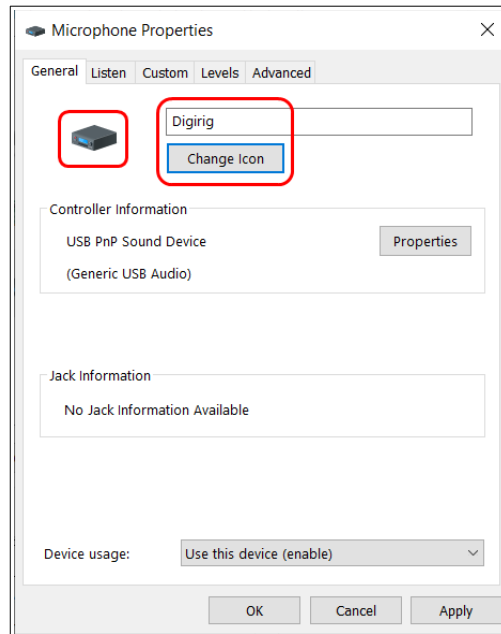 Microphone Properties
General Listen Custom Levels Advanced
Digirig
Change Icon
Controller Information
USB PnP Sound Device
Properties
(Generic USB Audio)
Jack Information
No Jack Information Available
Device usage: Use this device (enable)
OK Cancel Apply